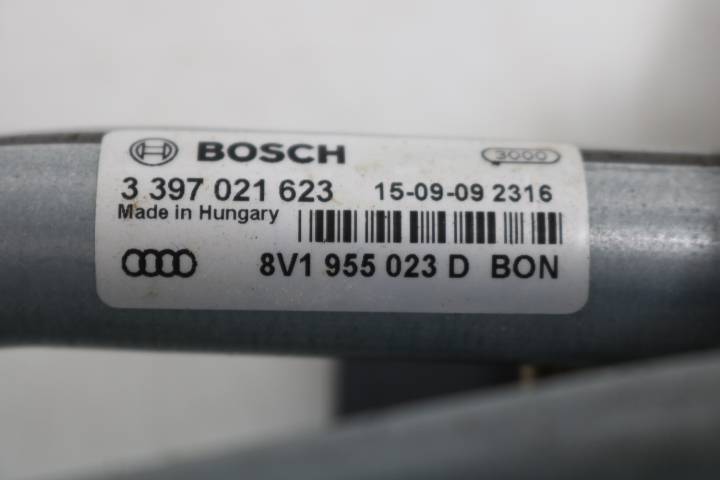 BOSCH 3000
3 397 021 623 15-09-09 2316
Made in Hungary
8V1 955 023 D BON